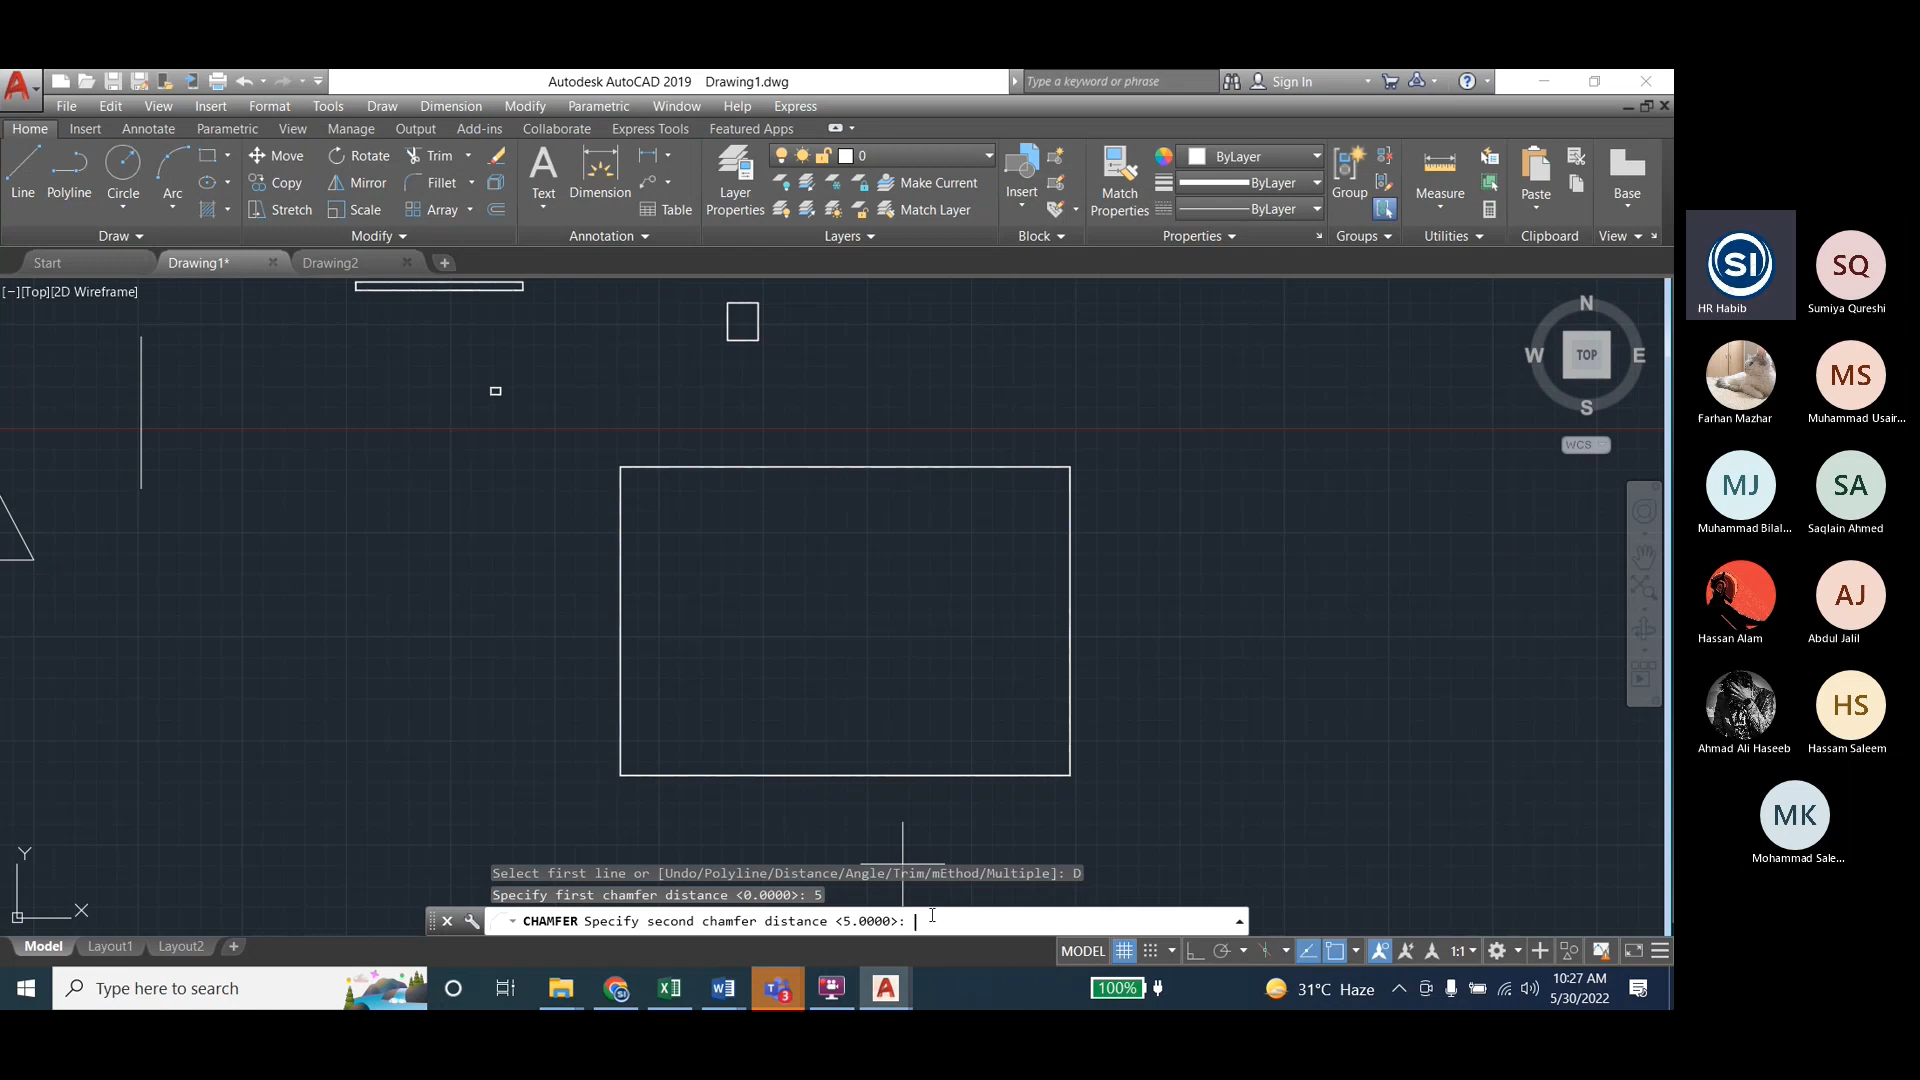 Autodesk AutoCAD 2019 Drawing1.dwg
Type a keyword or phrase
Sign In
File Edit View Insert Format Tools Draw Dimension Modify Parametric Window Help Express
Home Insert Annotate Parametric View Manage Output Add-ins Collaborate Express Tools Featured Apps
Line
Polyline
Circle
Arc
Move
Copy
Stretch
Rotate
Mirror
Scale
Trim
Fillet
Array
Text
Dimension
Table
Layer
Properties
0
Make Current
Match Layer
Insert
Match
Properties
ByLayer
ByLayer
ByLayer
Group
Measure
Paste
Base
Draw
Modify
Annotation
Layers
Block
Properties
Groups
Utilities
Clipboard
View
Start
Drawing1*
Drawing2
[−][Top][2D Wireframe]
N
W
TOP
E
S
WCS
Y
X
Select first line or [Undo/Polyline/Distance/Angle/Trim/mEthod/Multiple]: D
Specify first chamfer distance <0.0000>: 5
CHAMFER Specify second chamfer distance <5.0000>:
Model
Layout1
Layout2
MODEL
1:1
Type here to search
3
100%
31°C Haze
10:27 AM
5/30/2022
SI
HR Habib
SQ
Sumiya Qureshi
Farhan Mazhar
MS
Muhammad Usair...
MJ
Muhammad Bilal...
SA
Saqlain Ahmed
Hassan Alam
AJ
Abdul Jalil
Ahmad Ali Haseeb
HS
Hassam Saleem
MK
Mohammad Sale...